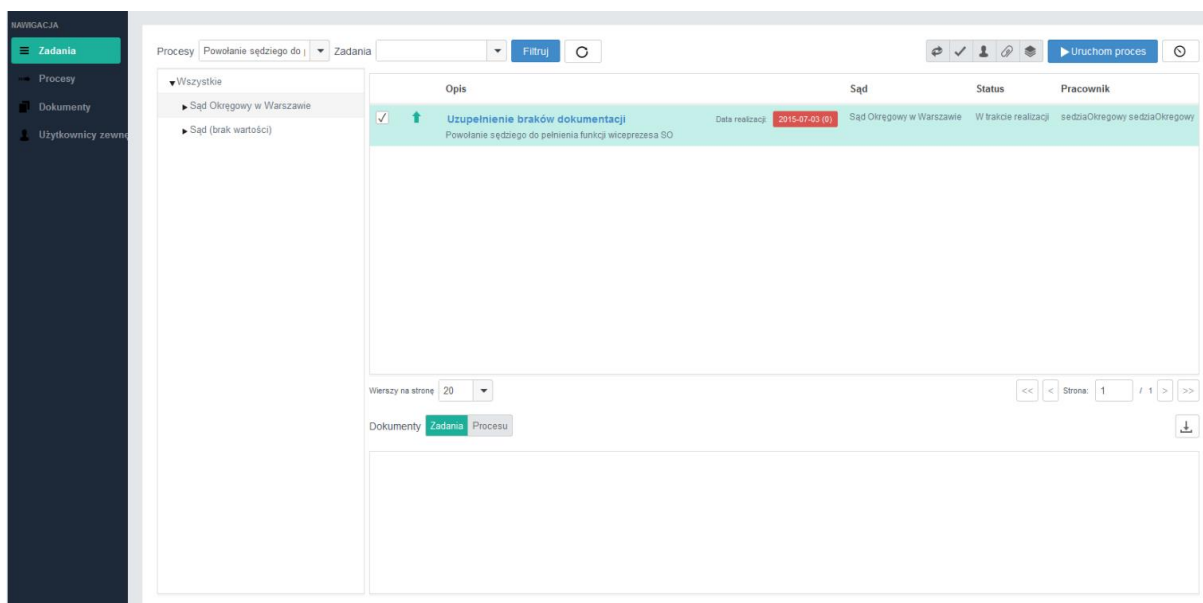 NAWIGACJA
Zadania
Procesy
Dokumenty
Użytkownicy zewnę
Procesy Powołanie sędziego do Zadania Filtruj Uruchom proces
Wszystkie
Sąd Okręgowy w Warszawie
Sąd (brak wartości)
Opis Sąd Status Pracownik
Uzupełnienie braków dokumentacji Data realizacji: 2015-07-03 (0) Sąd Okręgowy w Warszawie W trakcie realizacji sedziaOkregowy sedziaOkregowy
Powołanie sędziego do pełnienia funkcji wiceprezesa SO
Wierszy na stronę 20 << < Strona: 1 / 1 > >>
Dokumenty Zadania Procesu